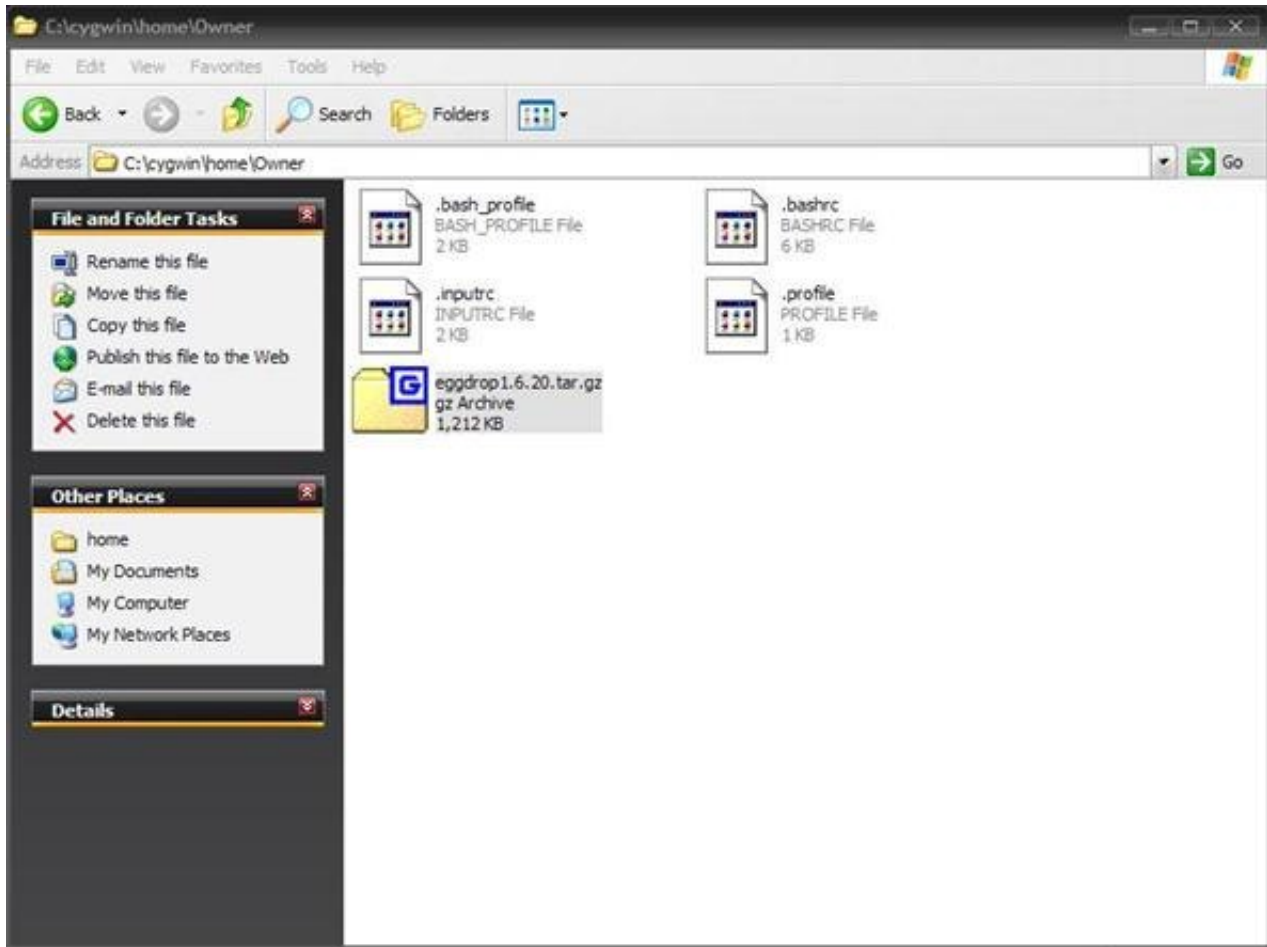 C:\cygwin\home\Owner
File Edit View Favorites Tools Help
Back Search Folders
Address C:\cygwin\home\Owner Go
File and Folder Tasks
Rename this file
Move this file
Copy this file
Publish this file to the Web
E-mail this file
Delete this file
Other Places
home
My Documents
My Computer
My Network Places
Details
.bash_profile
BASH_PROFILE File
2 KB
.bashrc
BASHRC File
6 KB
.inputrc
INPUTRC File
2 KB
.profile
PROFILE File
1 KB
G
eggdrop1.6.20.tar.gz
gz Archive
1,212 KB